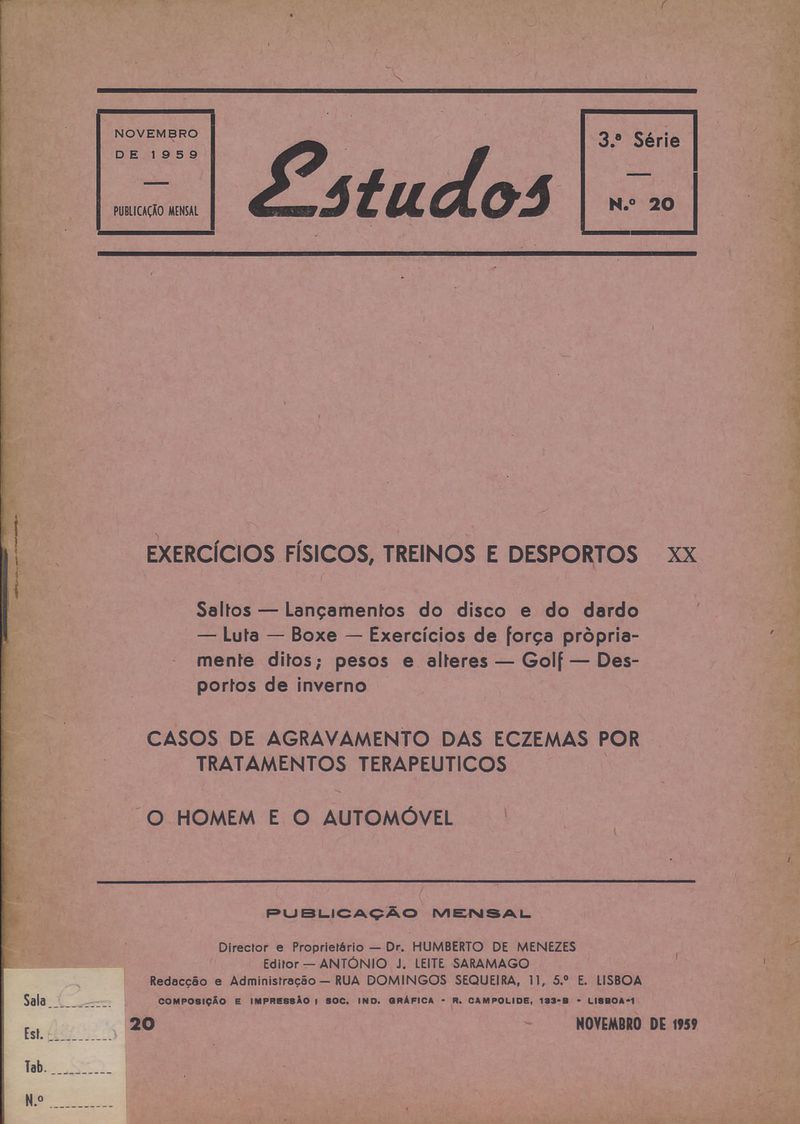 NOVEMBRO
DE 1959
—
PUBLICAÇÃO MENSAL
Estudos
3.ª Série
—
N.º 20
EXERCÍCIOS FÍSICOS, TREINOS E DESPORTOS XX
Saltos — Lançamentos do disco e do dardo
— Luta — Boxe — Exercícios de força pròpria-
mente ditos; pesos e alteres — Golf — Des-
portos de inverno
CASOS DE AGRAVAMENTO DAS ECZEMAS POR
TRATAMENTOS TERAPEUTICOS
O HOMEM E O AUTOMÓVEL
PUBLICAÇÃO MENSAL
Director e Proprietário — Dr. HUMBERTO DE MENEZES
Editor — ANTÓNIO J. LEITE SARAMAGO
Redacção e Administração — RUA DOMINGOS SEQUEIRA, 11, 5.º E. LISBOA
COMPOSIÇÃO E IMPRESSÃO : SOC. IND. GRÁFICA - R. CAMPOLIDE, 133-B - LISBOA-1
20
NOVEMBRO DE 1959
Sala
Est.
Tab.
N.º